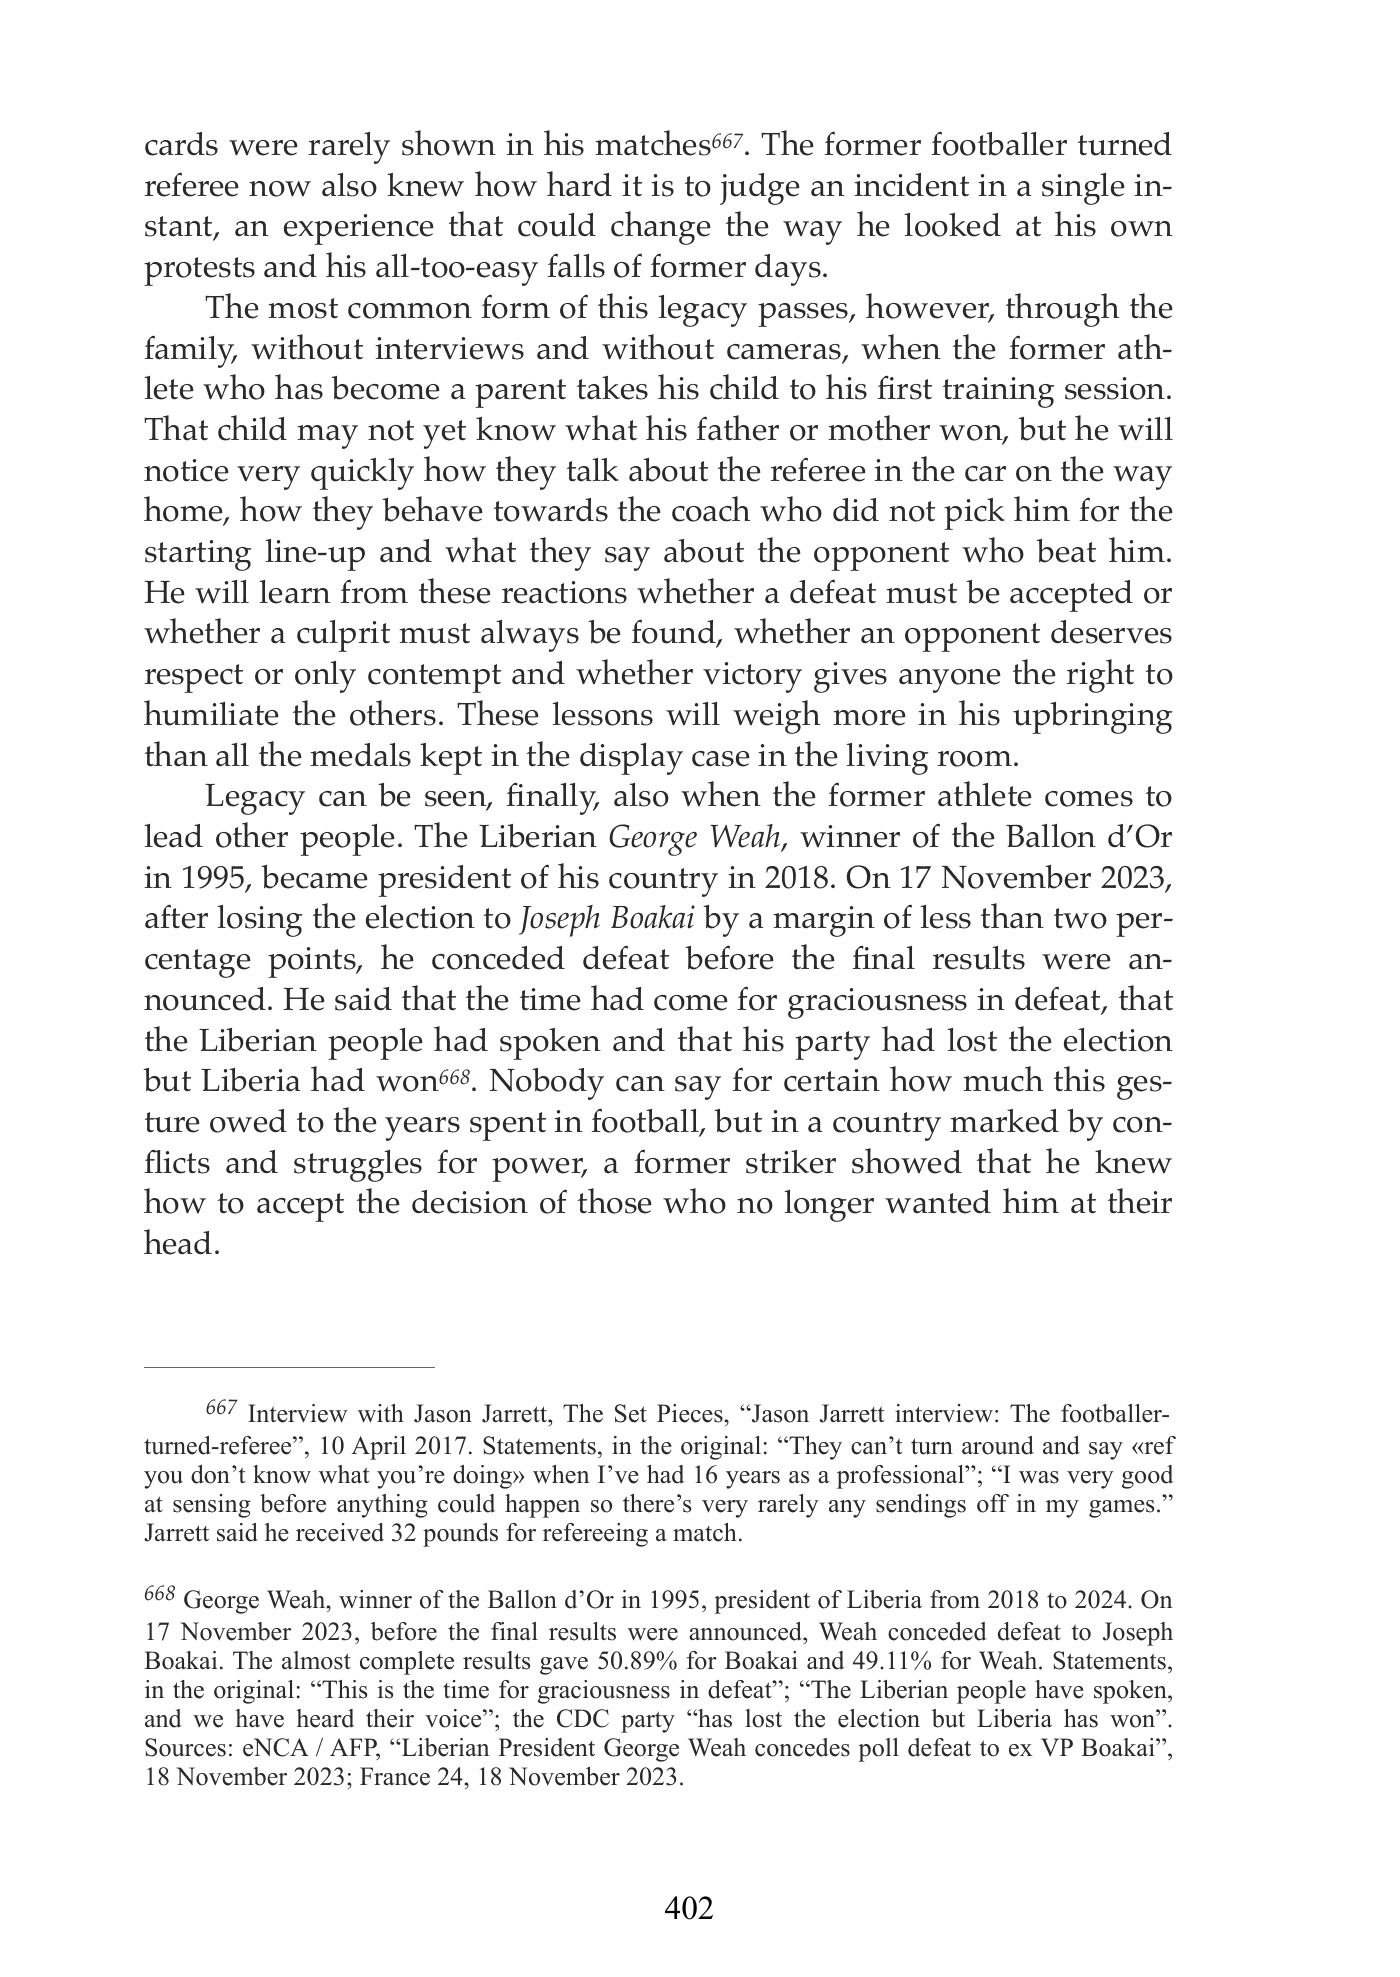 cards were rarely shown in his matches667. The former footballer turned
referee now also knew how hard it is to judge an incident in a single in-
stant, an experience that could change the way he looked at his own
protests and his all-too-easy falls of former days.
The most common form of this legacy passes, however, through the
family, without interviews and without cameras, when the former ath-
lete who has become a parent takes his child to his first training session.
That child may not yet know what his father or mother won, but he will
notice very quickly how they talk about the referee in the car on the way
home, how they behave towards the coach who did not pick him for the
starting line-up and what they say about the opponent who beat him.
He will learn from these reactions whether a defeat must be accepted or
whether a culprit must always be found, whether an opponent deserves
respect or only contempt and whether victory gives anyone the right to
humiliate the others. These lessons will weigh more in his upbringing
than all the medals kept in the display case in the living room.
Legacy can be seen, finally, also when the former athlete comes to
lead other people. The Liberian George Weah, winner of the Ballon d’Or
in 1995, became president of his country in 2018. On 17 November 2023,
after losing the election to Joseph Boakai by a margin of less than two per-
centage points, he conceded defeat before the final results were an-
nounced. He said that the time had come for graciousness in defeat, that
the Liberian people had spoken and that his party had lost the election
but Liberia had won668. Nobody can say for certain how much this ges-
ture owed to the years spent in football, but in a country marked by con-
flicts and struggles for power, a former striker showed that he knew
how to accept the decision of those who no longer wanted him at their
head.
667 Interview with Jason Jarrett, The Set Pieces, “Jason Jarrett interview: The footballer-
turned-referee”, 10 April 2017. Statements, in the original: “They can’t turn around and say «ref
you don’t know what you’re doing» when I’ve had 16 years as a professional”; “I was very good
at sensing before anything could happen so there’s very rarely any sendings off in my games.”
Jarrett said he received 32 pounds for refereeing a match.
668 George Weah, winner of the Ballon d’Or in 1995, president of Liberia from 2018 to 2024. On
17 November 2023, before the final results were announced, Weah conceded defeat to Joseph
Boakai. The almost complete results gave 50.89% for Boakai and 49.11% for Weah. Statements,
in the original: “This is the time for graciousness in defeat”; “The Liberian people have spoken,
and we have heard their voice”; the CDC party “has lost the election but Liberia has won”.
Sources: eNCA / AFP, “Liberian President George Weah concedes poll defeat to ex VP Boakai”,
18 November 2023; France 24, 18 November 2023.
402